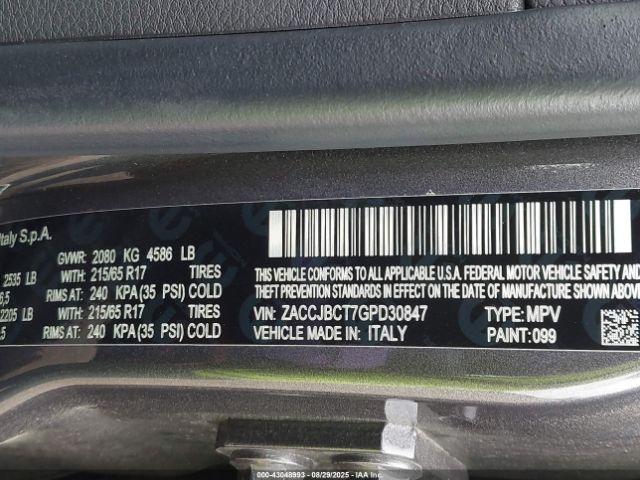 Italy S.p.A.
GVWR: 2080 KG 4586 LB
2535 LB WITH: 215/65 R17 TIRES
6,5 RIMS AT: 240 KPA(35 PSI) COLD
2205 LB WITH: 215/65 R17 TIRES
RIMS AT: 240 KPA(35 PSI) COLD
THIS VEHICLE CONFORMS TO ALL APPLICABLE U.S.A. FEDERAL MOTOR VEHICLE SAFETY AND
THEFT PREVENTION STANDARDS IN EFFECT ON THE DATE OF MANUFACTURE SHOWN ABOVE.
VIN: ZACCJBCT7GPD30847 TYPE: MPV
VEHICLE MADE IN: ITALY PAINT: 099
000-43048993 - 08/29/2025 - IAA Inc.